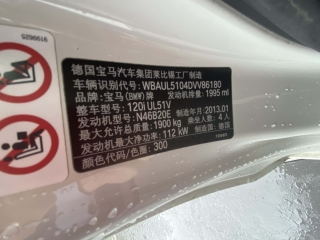 9199625
德国宝马汽车集团莱比锡工厂制造
车辆识别代号: WBAUL5104DVV86180
品牌: 宝马(BMW)牌 发动机排量: 1995 ml
整车型号: 120i UL51V
发动机型号: N46B20E 制造年月: 2013.01
最大允许总质量: 1900 kg 乘坐人数: 4 人
发动机最大净功率: 112 kW 制造国: 德国
颜色代码/色圈: 300